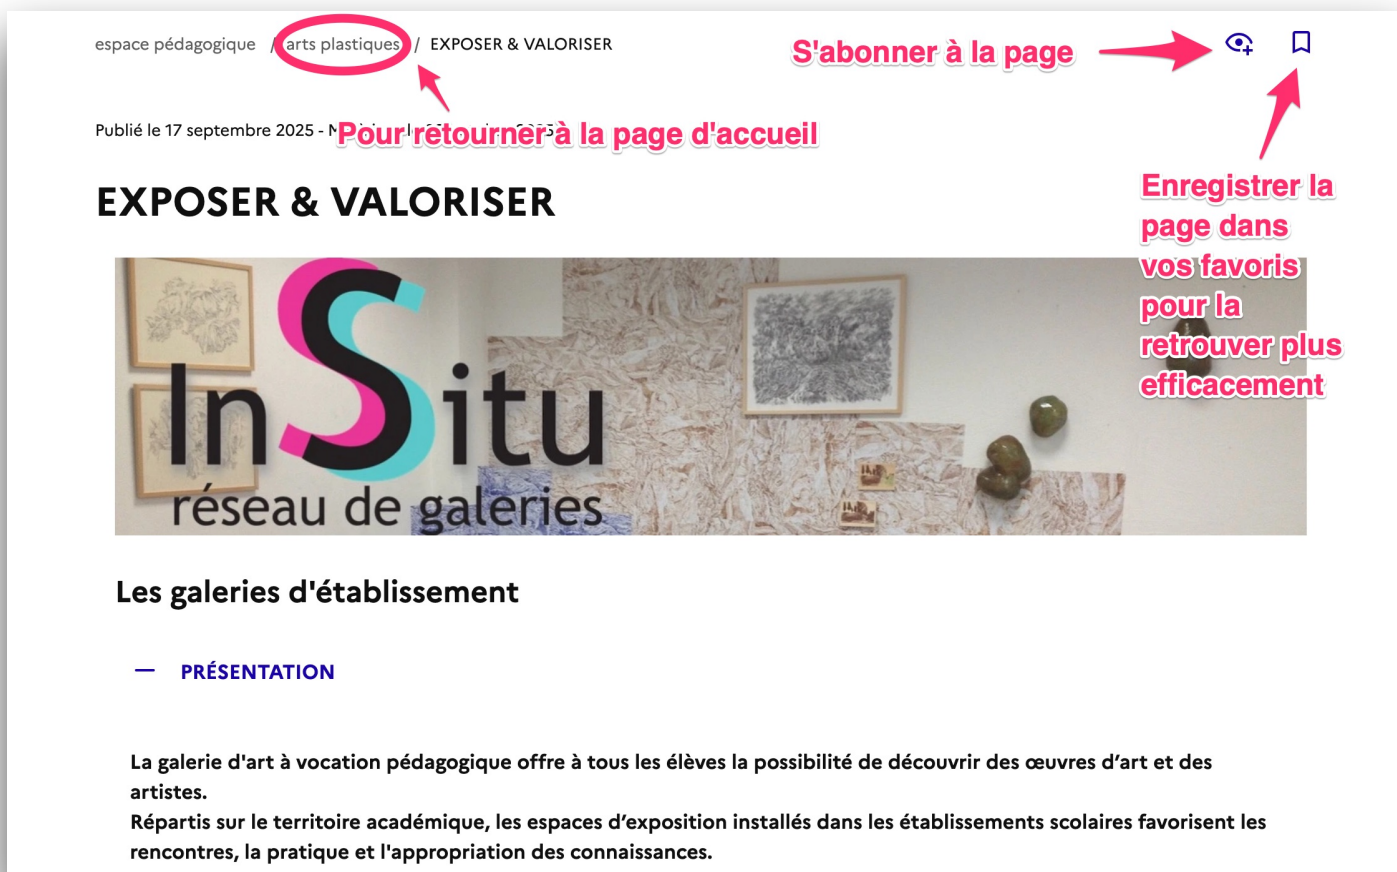 espace pédagogique / arts plastiques / EXPOSER & VALORISER
S'abonner à la page
Publié le 17 septembre 2025 -
Pour retourner à la page d'accueil
Enregistrer la
page dans
vos favoris
pour la
retrouver plus
efficacement
EXPOSER & VALORISER
InSitu
réseau de galeries
Les galeries d'établissement
— PRÉSENTATION
La galerie d'art à vocation pédagogique offre à tous les élèves la possibilité de découvrir des œuvres d’art et des
artistes.
Répartis sur le territoire académique, les espaces d’exposition installés dans les établissements scolaires favorisent les
rencontres, la pratique et l'appropriation des connaissances.